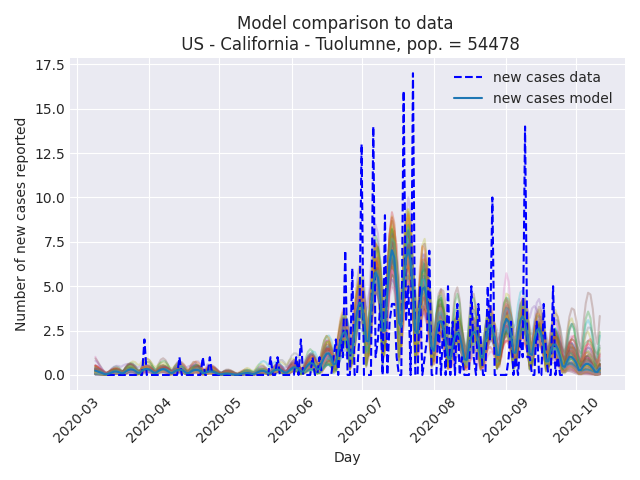 Model comparison to data
US - California - Tuolumne, pop. = 54478
new cases data
new cases model
Number of new cases reported
17.5
15.0
12.5
10.0
7.5
5.0
2.5
0.0
2020-03
2020-04
2020-05
2020-06
2020-07
2020-08
2020-09
2020-10
Day